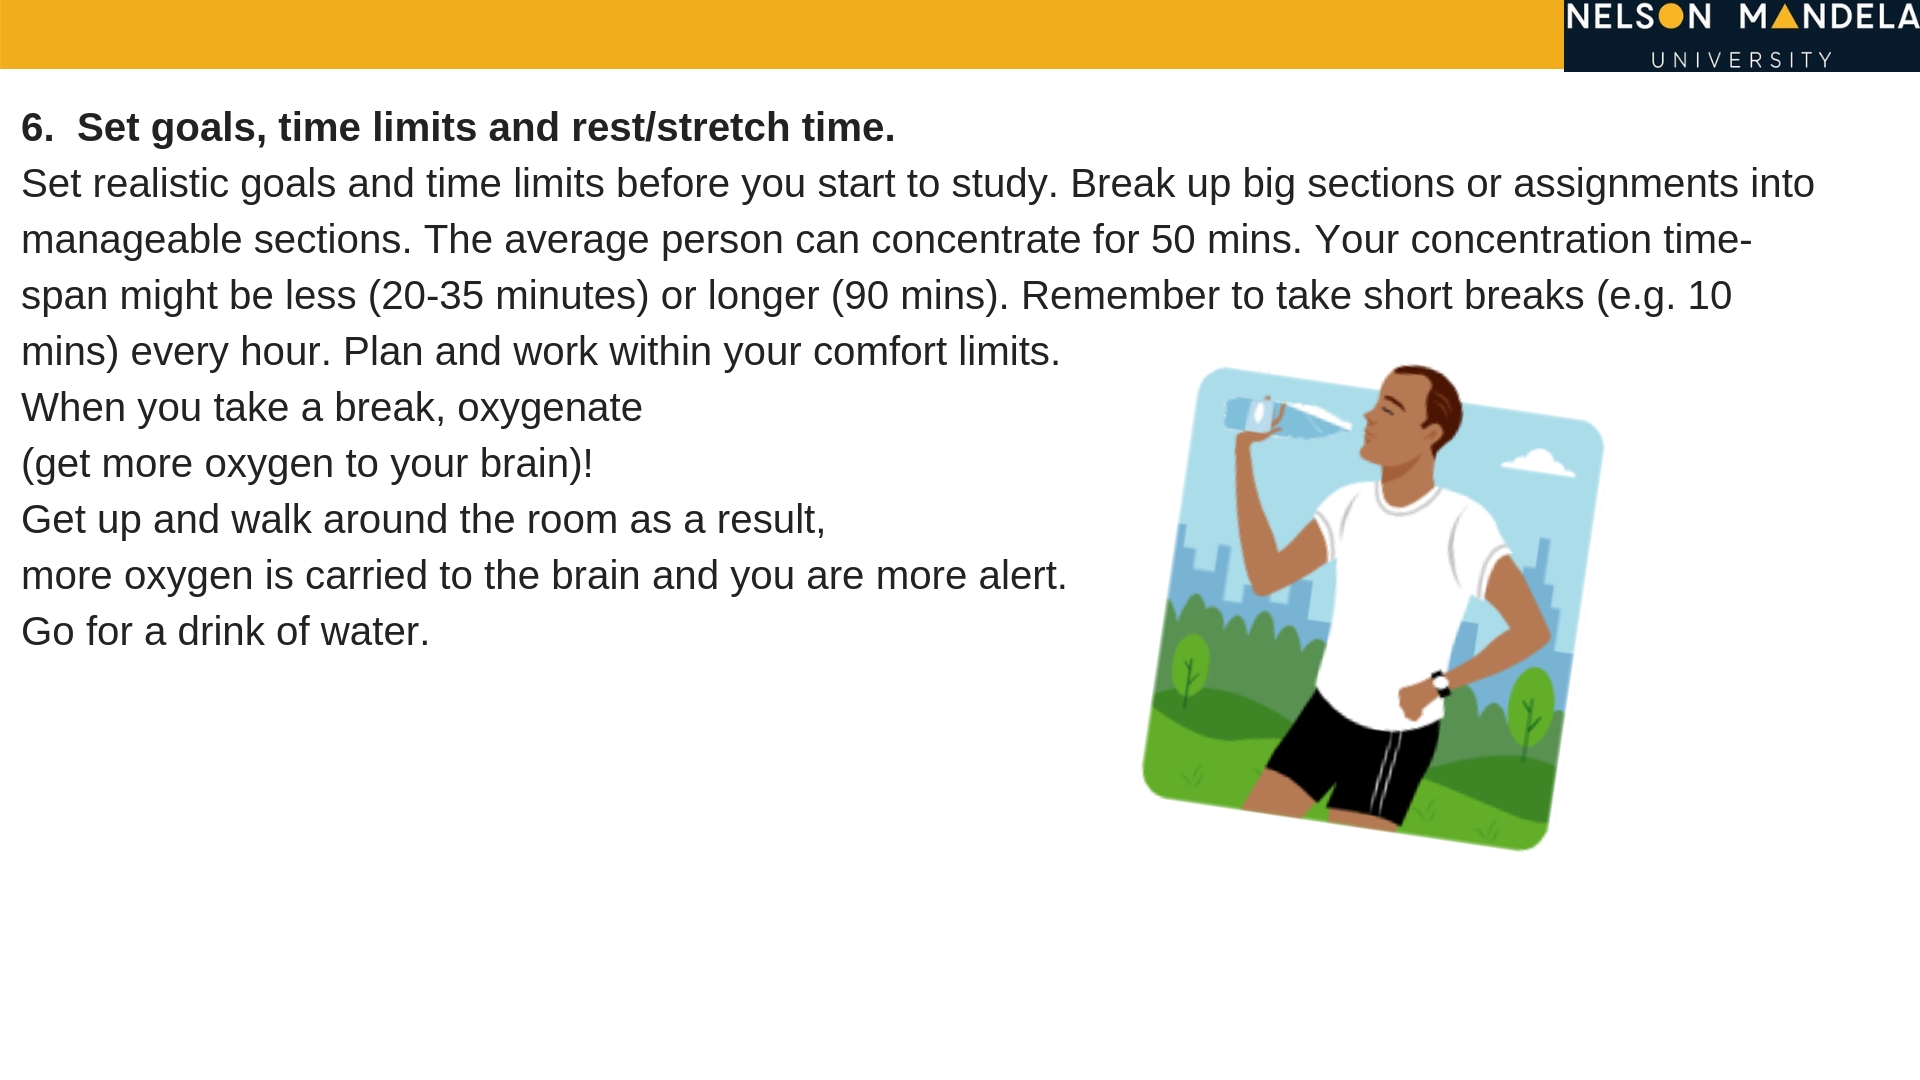 NELSON MANDELA
UNIVERSITY
6.  Set goals, time limits and rest/stretch time.
Set realistic goals and time limits before you start to study. Break up big sections or assignments into
manageable sections. The average person can concentrate for 50 mins. Your concentration time-
span might be less (20-35 minutes) or longer (90 mins). Remember to take short breaks (e.g. 10
mins) every hour. Plan and work within your comfort limits.
When you take a break, oxygenate
(get more oxygen to your brain)!
Get up and walk around the room as a result,
more oxygen is carried to the brain and you are more alert.
Go for a drink of water.